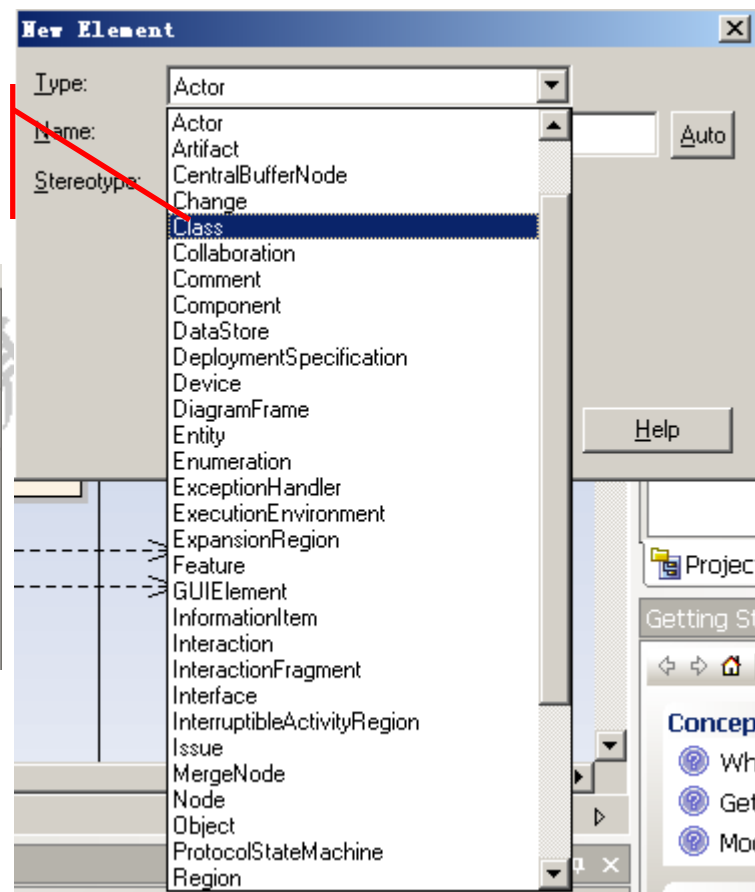 New Element
Type:
Actor
Name:
Auto
Stereotype:
Actor
Artifact
CentralBufferNode
Change
Class
Collaboration
Comment
Component
DataStore
DeploymentSpecification
Device
DiagramFrame
Entity
Enumeration
ExceptionHandler
ExecutionEnvironment
ExpansionRegion
Feature
GUIElement
InformationItem
Interaction
InteractionFragment
Interface
InterruptibleActivityRegion
Issue
MergeNode
Node
Object
ProtocolStateMachine
Region
Help
Projec
Getting St
Concep
Wh
Get
Mod